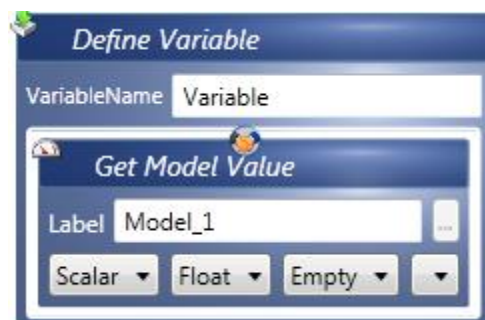 Define Variable
VariableName Variable
Get Model Value
Label Model_1 ...
Scalar Float Empty